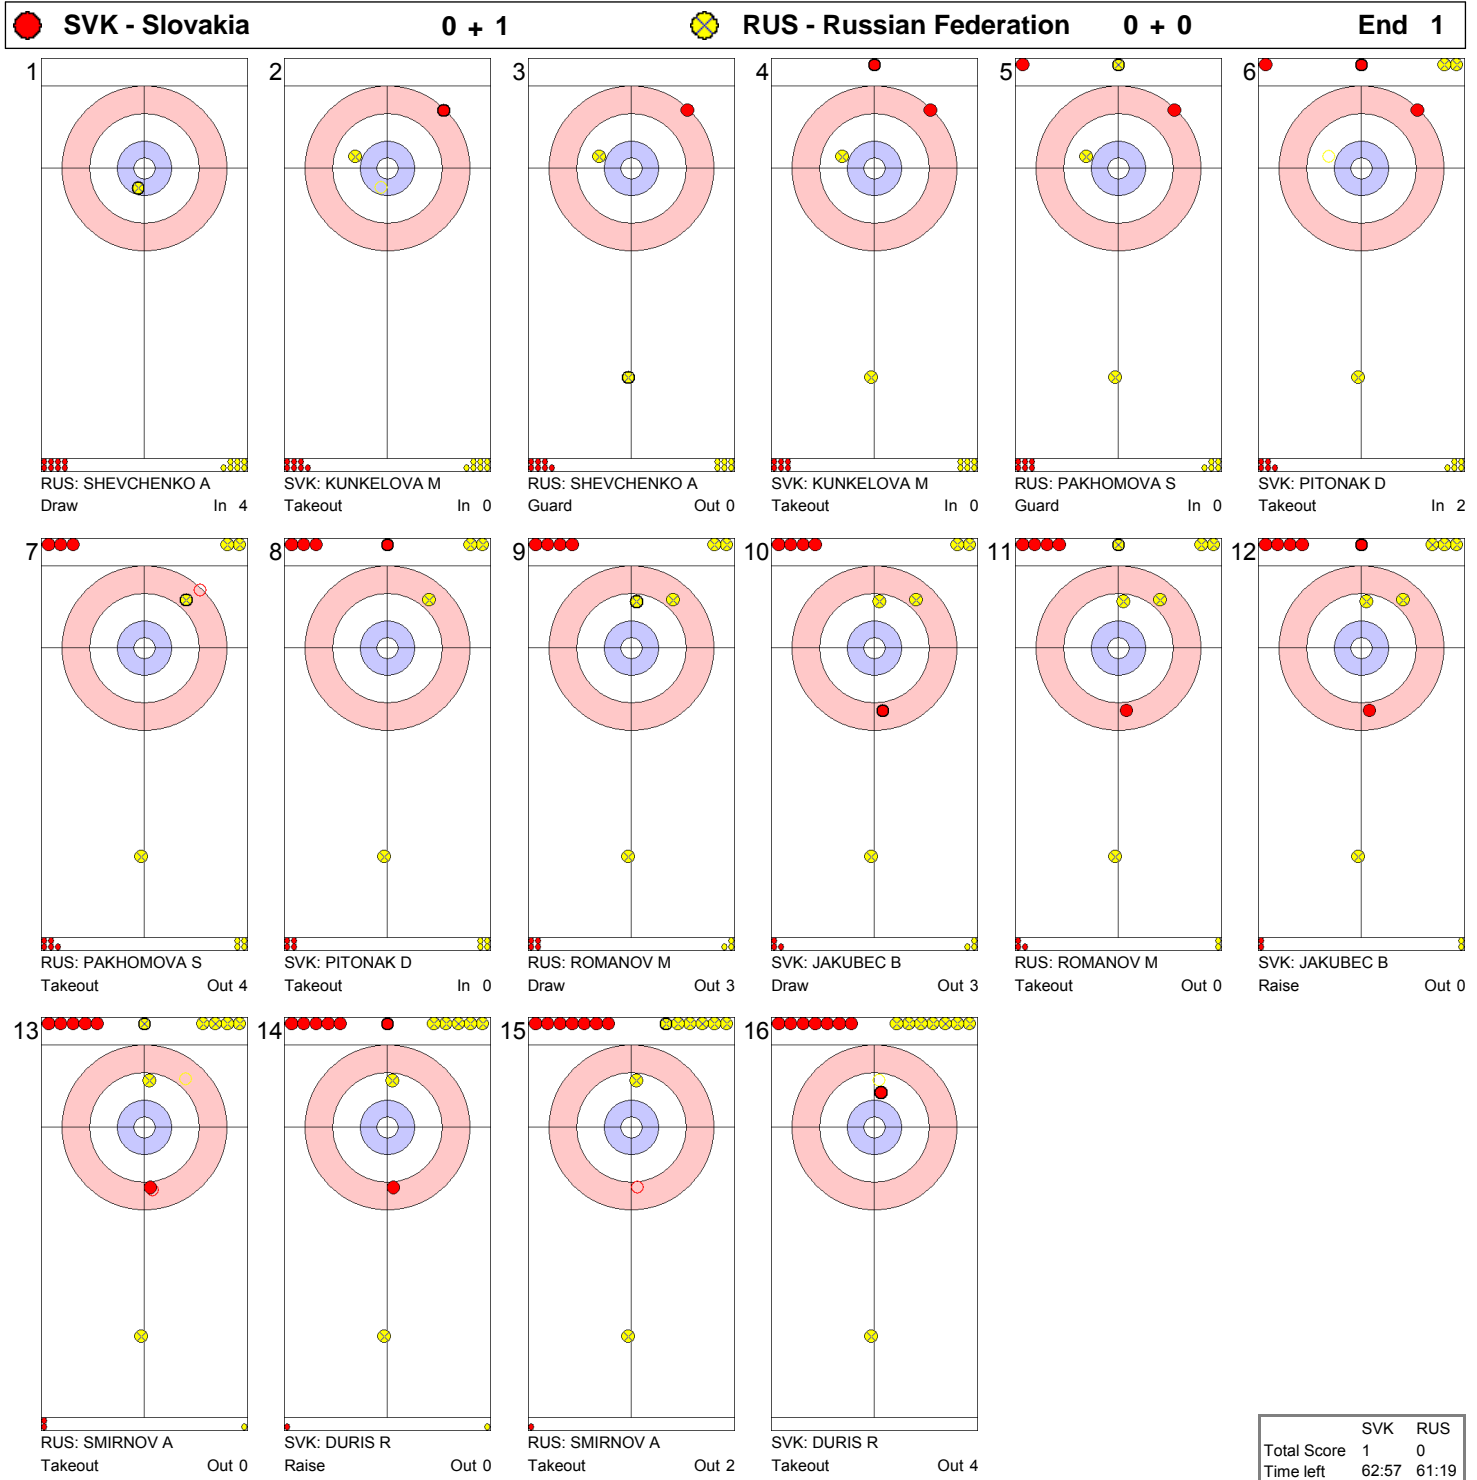 SVK - Slovakia 0 + 1 RUS - Russian Federation 0 + 0 End 1
1 2 3 4 5 6
RUS: SHEVCHENKO A SVK: KUNKELOVA M RUS: SHEVCHENKO A SVK: KUNKELOVA M RUS: PAKHOMOVA S SVK: PITONAK D
Draw In 4 Takeout In 0 Guard Out 0 Takeout In 0 Guard In 0 Takeout In 2
7 8 9 10 11 12
RUS: PAKHOMOVA S SVK: PITONAK D RUS: ROMANOV M SVK: JAKUBEC B RUS: ROMANOV M SVK: JAKUBEC B
Takeout Out 4 Takeout In 0 Draw Out 3 Draw Out 3 Takeout Out 0 Raise Out 0
13 14 15 16
RUS: SMIRNOV A SVK: DURIS R RUS: SMIRNOV A SVK: DURIS R
Takeout Out 0 Raise Out 0 Takeout Out 2 Takeout Out 4
SVK RUS
Total Score 1 0
Time left 62:57 61:19